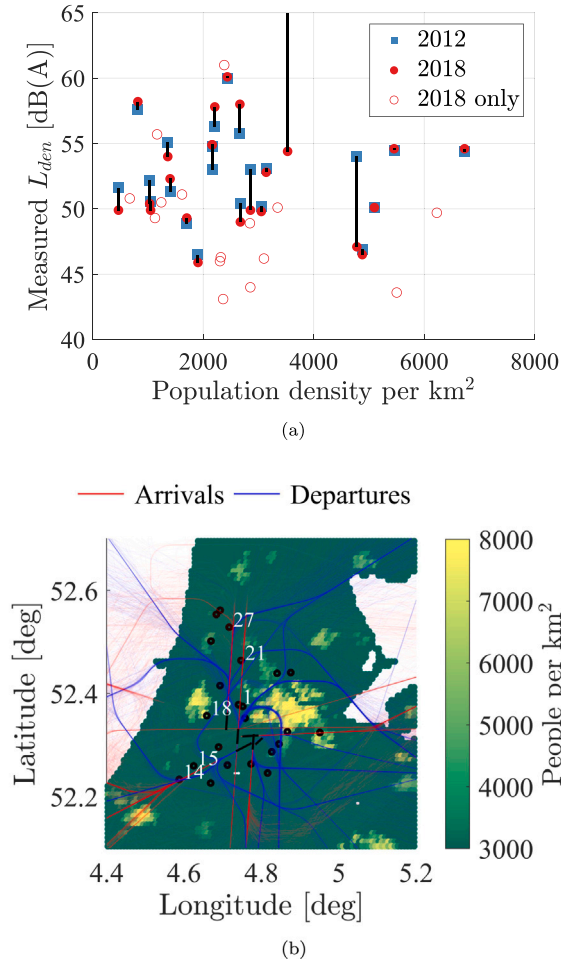 65
60
55
50
45
40
Measured L_den [dB(A)]
2012
2018
2018 only
0 2000 4000 6000 8000
Population density per km²
(a)
Arrivals Departures
52.6
52.4
52.2
Latitude [deg]
27
21
1
18
15
14
8000
7000
6000
5000
4000
3000
People per km²
4.4 4.6 4.8 5 5.2
Longitude [deg]
(b)